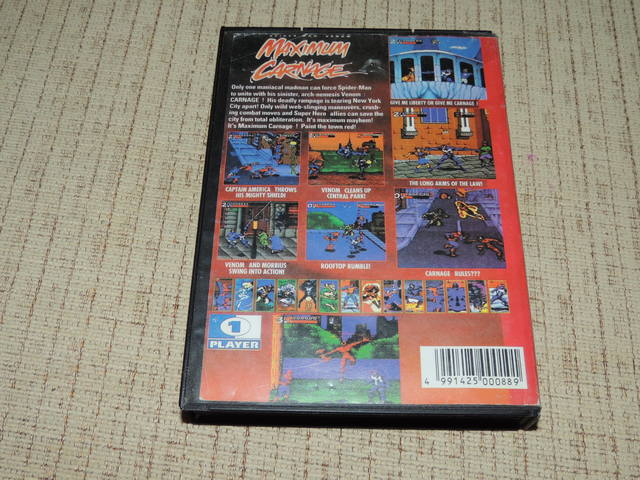 SPIDER-MAN VENOM
MAXIMUM
CARNAGE
Only one maniacal madman can force Spider-Man
to unite with his sinister, arch-nemesis Venom :
CARNAGE ! His deadly rampage is tearing New York
City apart! Only wild web-slinging maneuvers, crush-
ing combat moves and Super Hero allies can save the
city from total obliteration. It's maximum mayhem!
It's Maximum Carnage ! Paint the town red!
GIVE ME LIBERTY OR GIVE ME CARNAGE !
CAPTAIN AMERICA THROWS
HIS MIGHTY SHIELD!
VENOM CLEANS UP
CENTRAL PARK!
THE LONG ARMS OF THE LAW!
VENOM AND MORBIUS
SWING INTO ACTION!
ROOFTOP RUMBLE!
CARNAGE RULES???
1
PLAYER
4 991425 000889